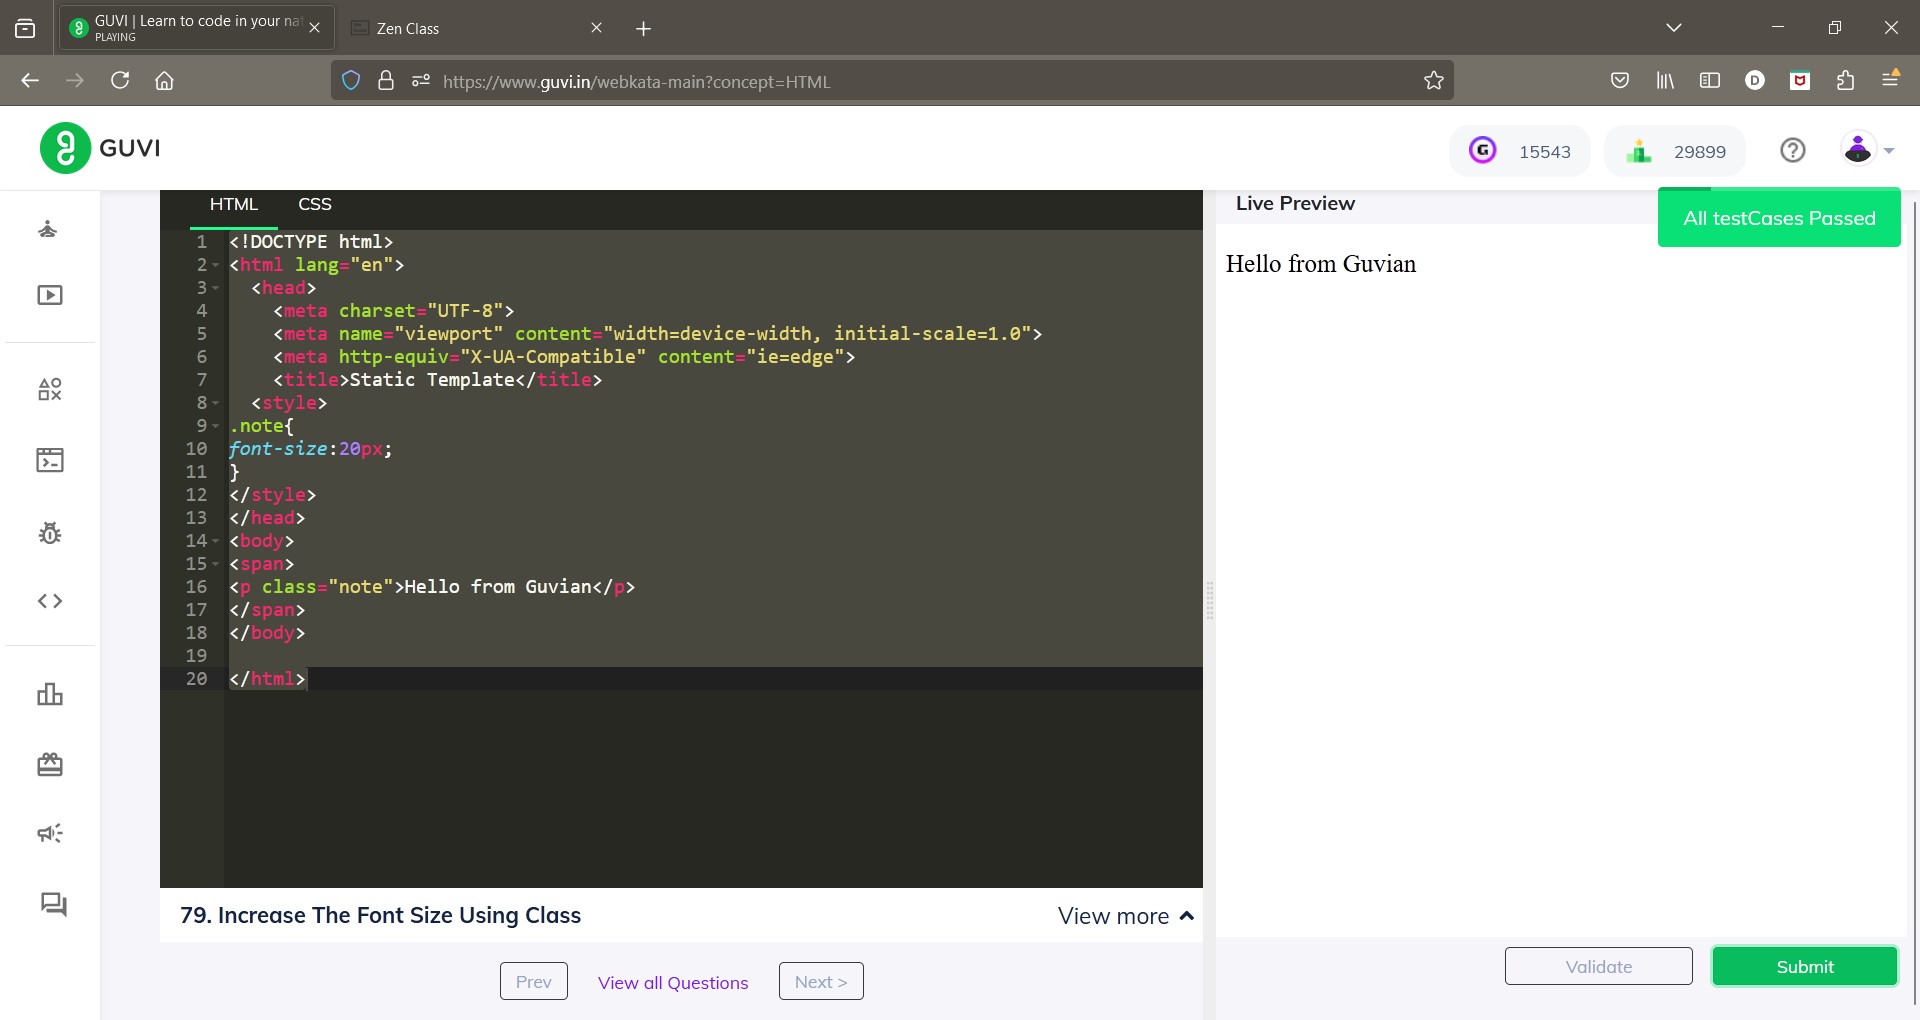 GUVI | Learn to code in your nat
PLAYING
Zen Class
https://www.guvi.in/webkata-main?concept=HTML
D
GUVI
G
15543
29899
HTML
CSS
Live Preview
All testCases Passed
1 <!DOCTYPE html>
2 <html lang="en">
3 <head>
4 <meta charset="UTF-8">
5 <meta name="viewport" content="width=device-width, initial-scale=1.0">
6 <meta http-equiv="X-UA-Compatible" content="ie=edge">
7 <title>Static Template</title>
8 <style>
9 .note{
10 font-size:20px;
11 }
12 </style>
13 </head>
14 <body>
15 <span>
16 <p class="note">Hello from Guvian</p>
17 </span>
18 </body>
19
20 </html>
Hello from Guvian
79. Increase The Font Size Using Class
View more
Prev
View all Questions
Next >
Validate
Submit